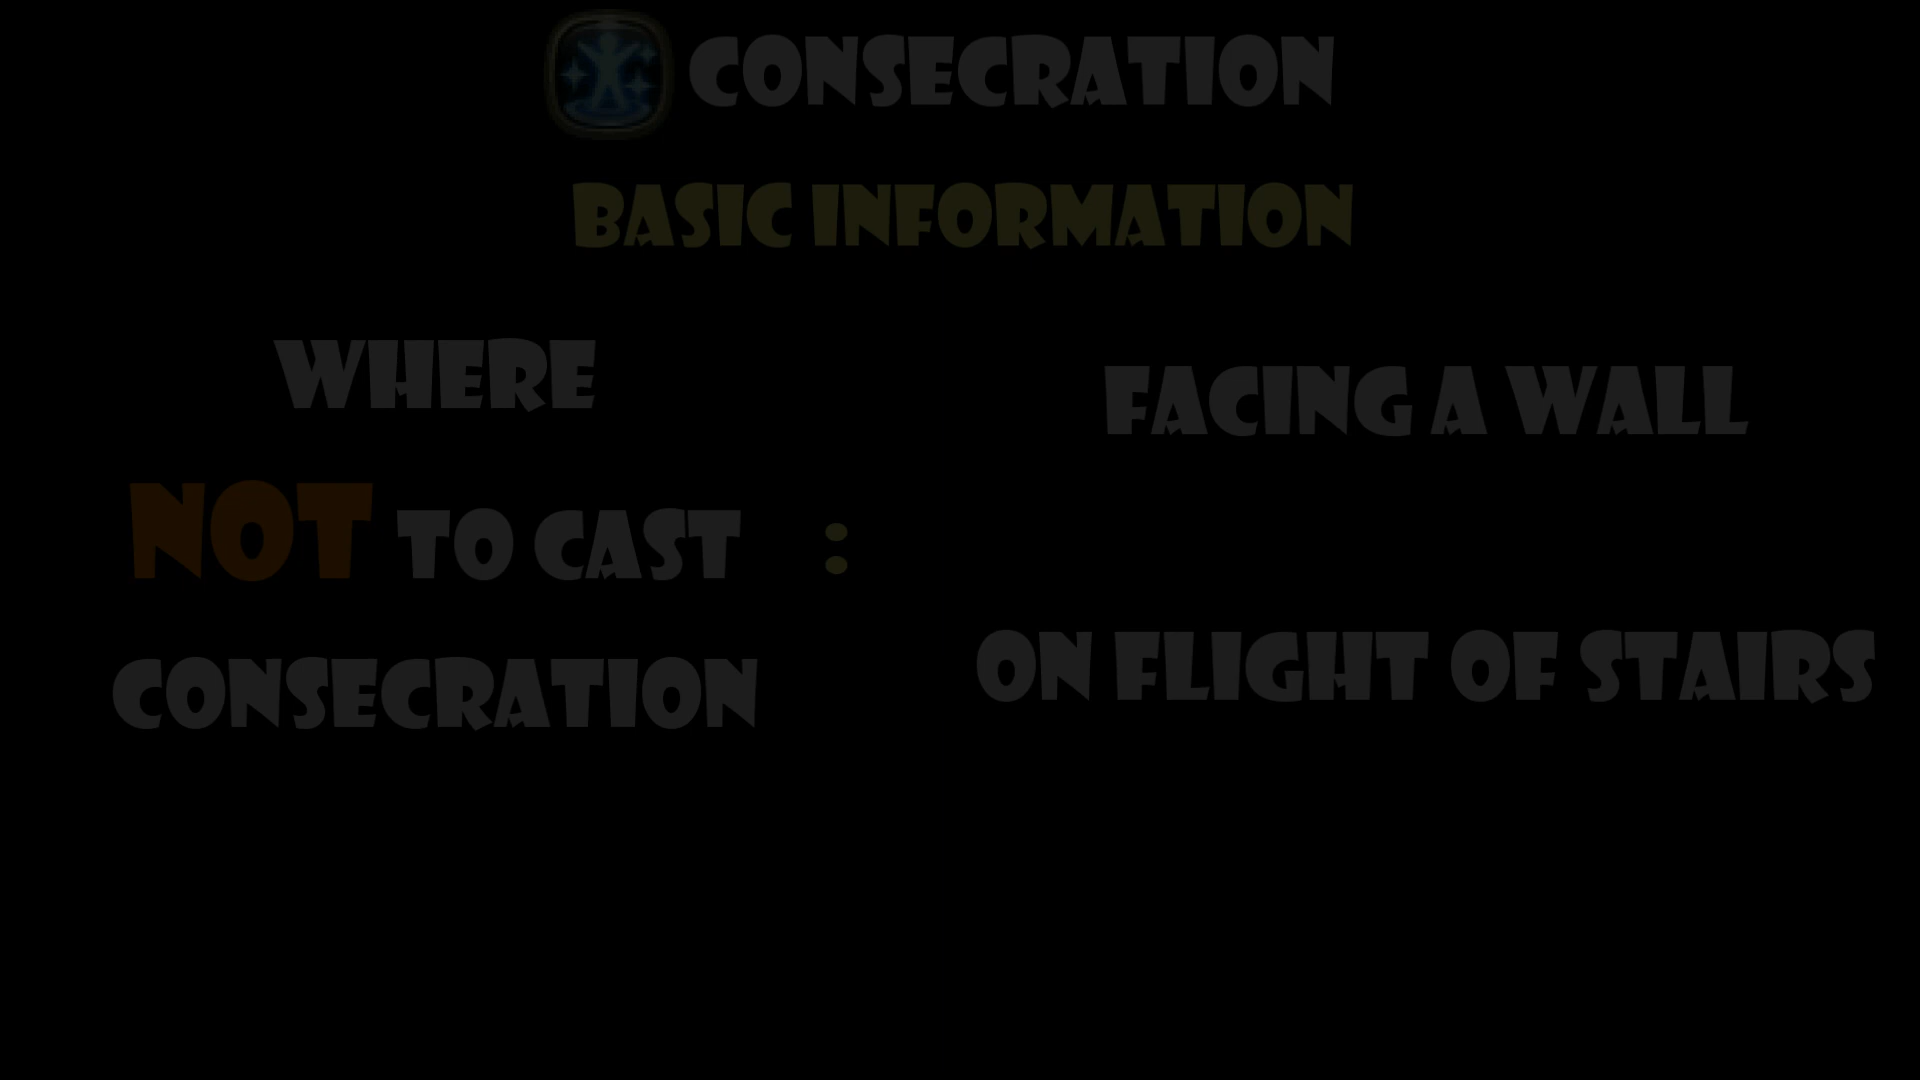 CONSECRATION
BASIC INFORMATION
WHERE
NOT TO CAST :
CONSECRATION
FACING A WALL
ON FLIGHT OF STAIRS